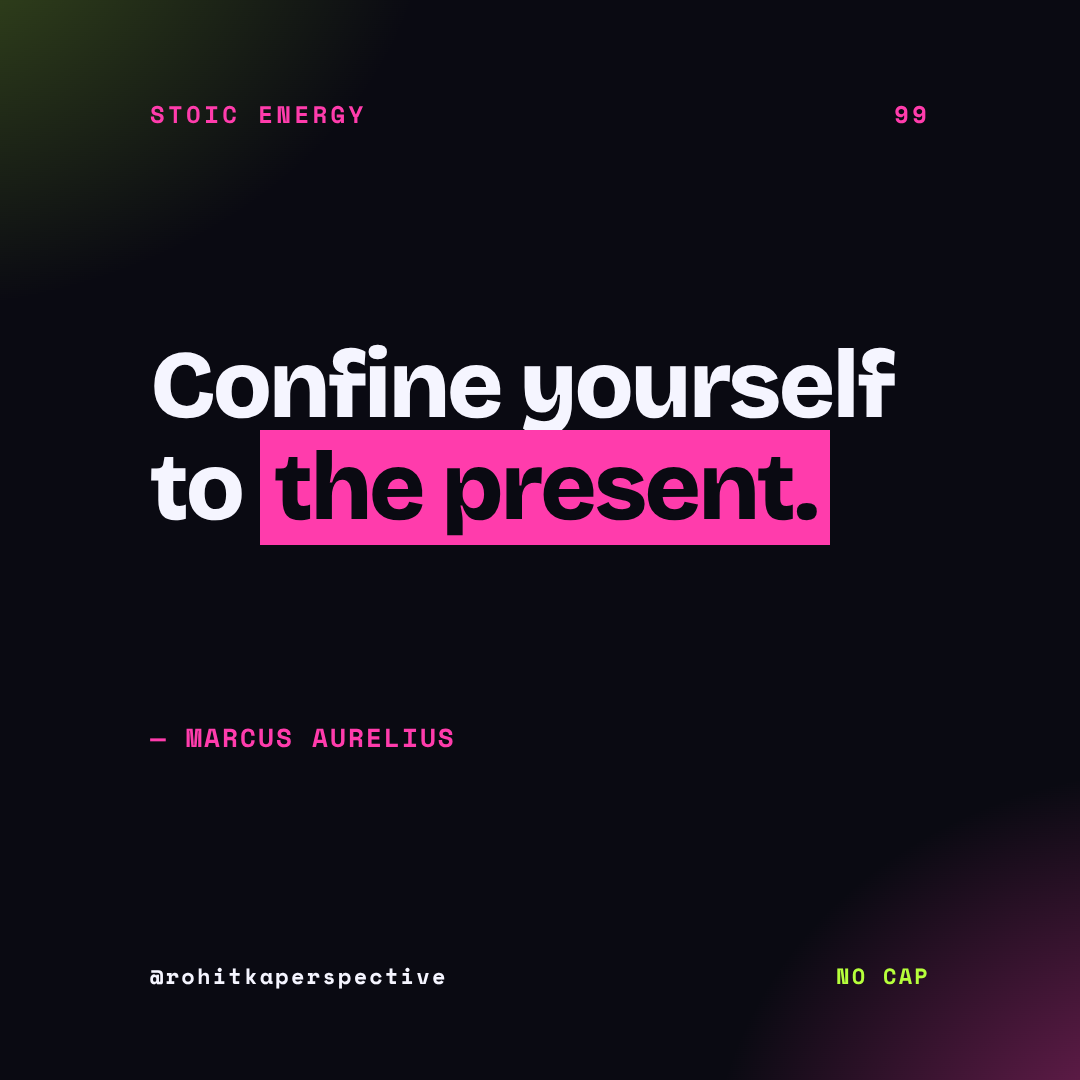 STOIC ENERGY
99
Confine yourself
to the present.
— MARCUS AURELIUS
@rohitkaperspective
NO CAP